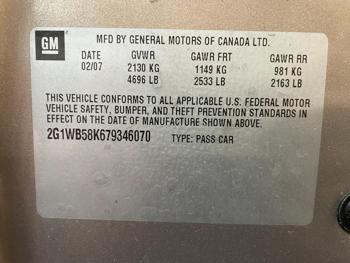 GM
MFD BY GENERAL MOTORS OF CANADA LTD.
DATE GVWR GAWR FRT GAWR RR
02/07 2130 KG 1149 KG 981 KG
4696 LB 2533 LB 2163 LB
THIS VEHICLE CONFORMS TO ALL APPLICABLE U.S. FEDERAL MOTOR
VEHICLE SAFETY, BUMPER, AND THEFT PREVENTION STANDARDS IN
EFFECT ON THE DATE OF MANUFACTURE SHOWN ABOVE.
2G1WB58K679346070 TYPE: PASS CAR